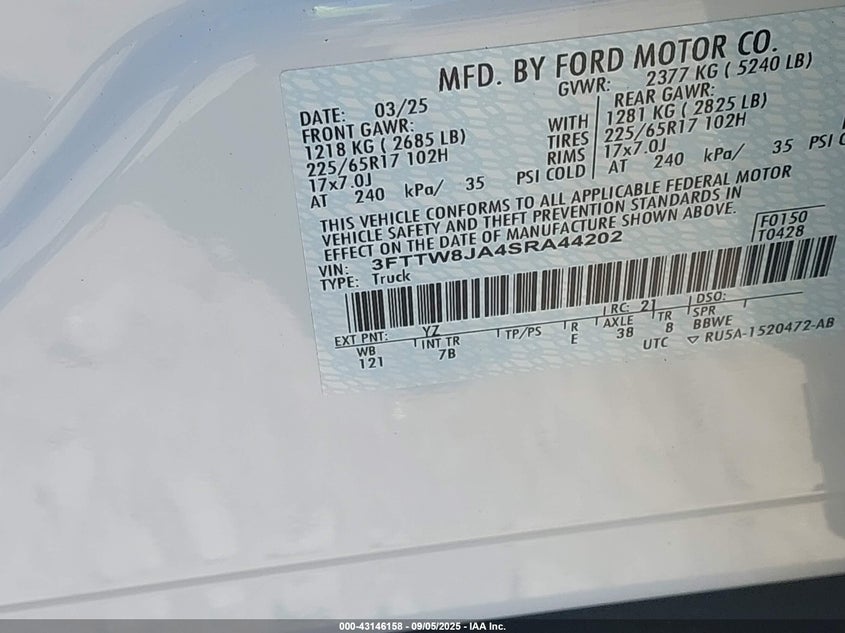 MFD. BY FORD MOTOR CO.
DATE: 03/25
GVWR: 2377 KG ( 5240 LB)
FRONT GAWR:
1218 KG ( 2685 LB)
225/65R17 102H
17x7.0J
AT 240 kPa/ 35 PSI COLD
WITH
TIRES
RIMS
REAR GAWR:
1281 KG ( 2825 LB)
225/65R17 102H
17x7.0J
AT 240 kPa/ 35 PSI C
THIS VEHICLE CONFORMS TO ALL APPLICABLE FEDERAL MOTOR
VEHICLE SAFETY AND THEFT PREVENTION STANDARDS IN
EFFECT ON THE DATE OF MANUFACTURE SHOWN ABOVE.
VIN: 3FTTW8JA4SRA44202
TYPE: Truck
F0150
T0428
EXT PNT: YZ RC: 21 DSO:
WB INT TR TP/PS R AXLE TR SPR
121 7B E 38 8 BBWE
UTC ▽ RU5A-1520472-AB
000-43146158 - 09/05/2025 - IAA Inc.